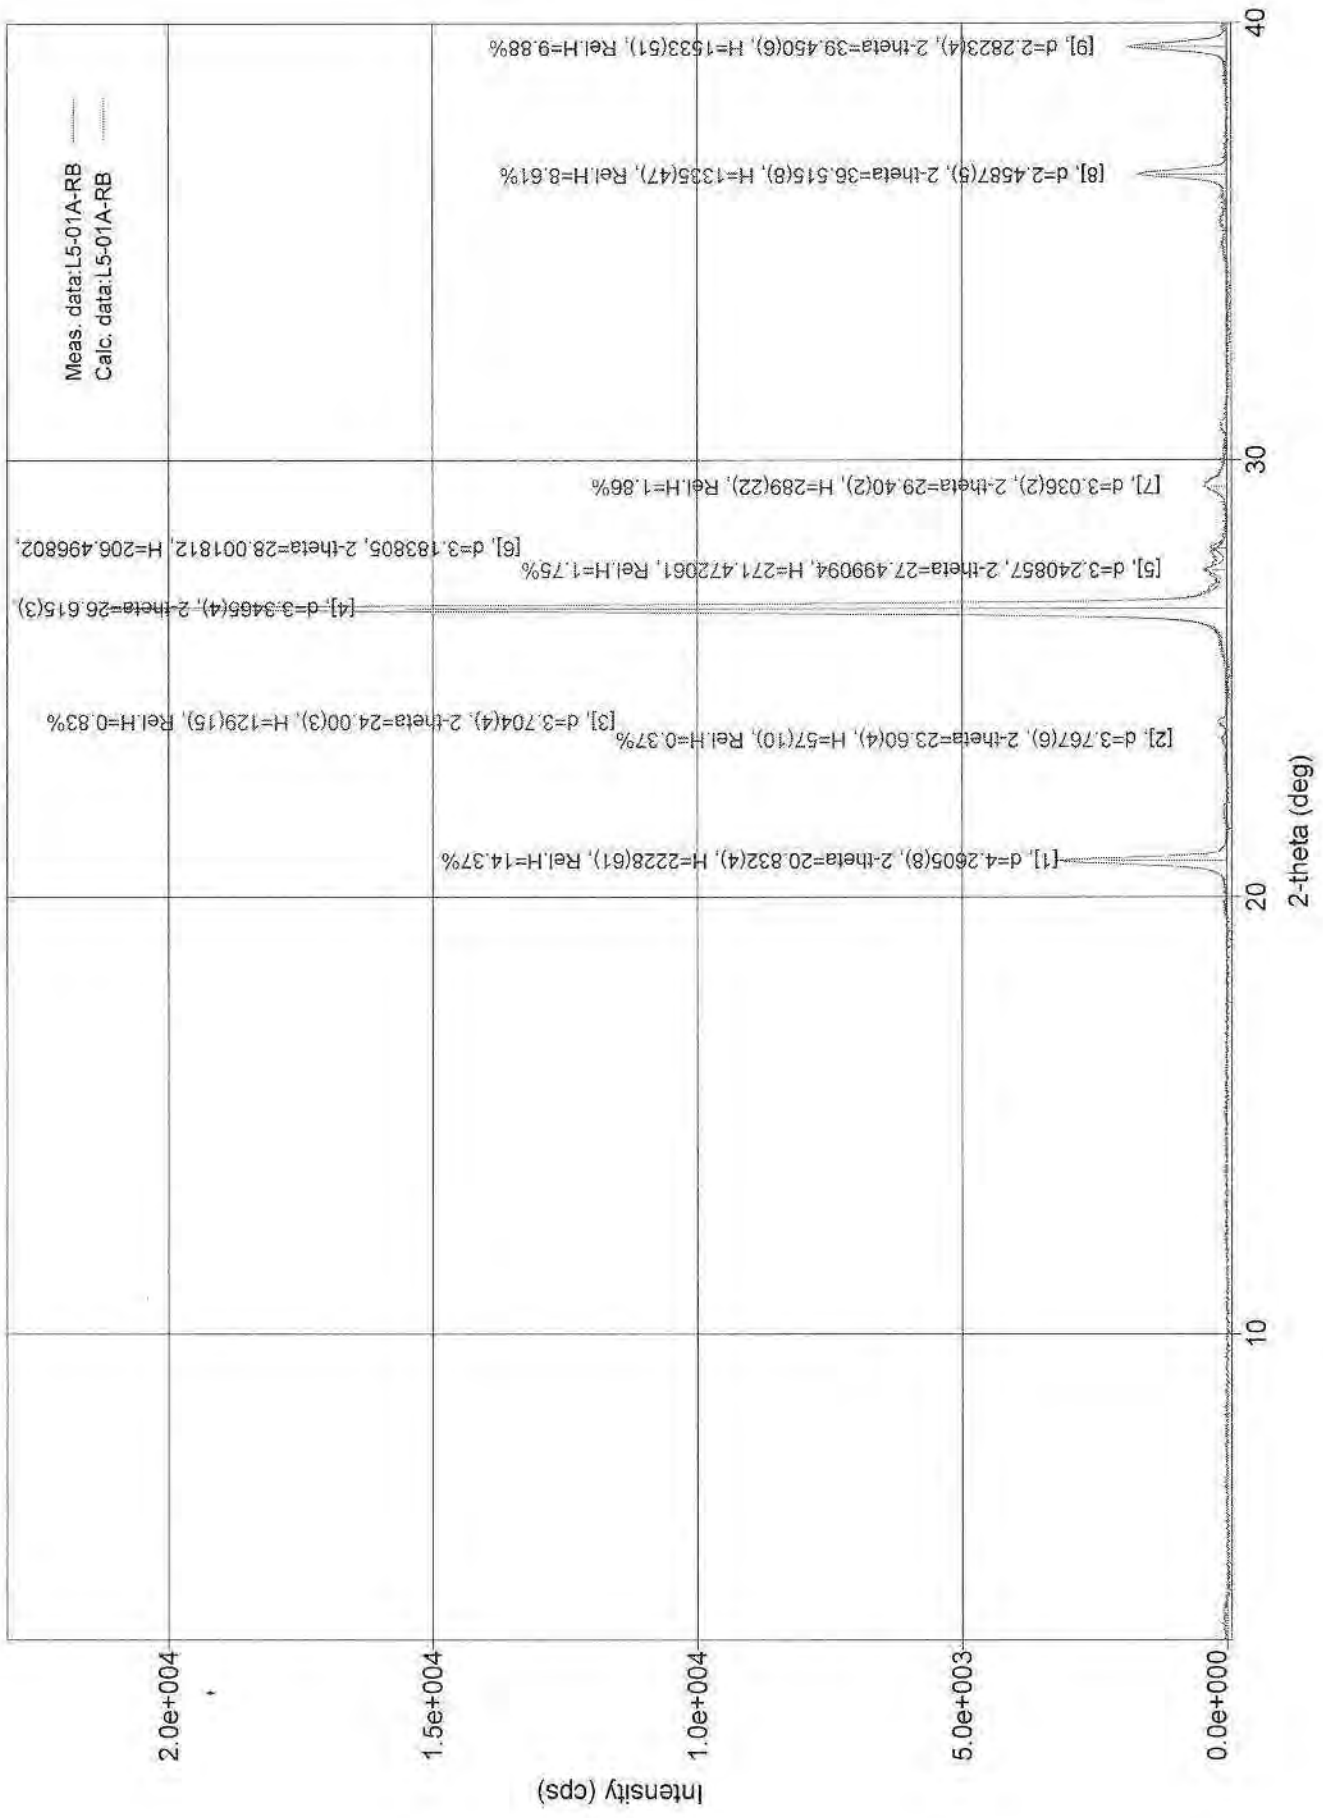 Meas. data:L5-01A-RB
Calc. data:L5-01A-RB
Intensity (cps)
2.0e+004
1.5e+004
1.0e+004
5.0e+003
0.0e+000
[1], d=4.2605(8), 2-theta=20.832(4), H=2228(61), Rel.H=14.37%
[2], d=3.767(6), 2-theta=23.60(4), H=57(10), Rel.H=0.37%
[3], d=3.704(4), 2-theta=24.00(3), H=129(15), Rel.H=0.83%
[4], d=3.3465(4), 2-theta=26.615(3)
[5], d=3.240857, 2-theta=27.499094, H=271.472061, Rel.H=1.75%
[6], d=3.183805, 2-theta=28.001812, H=206.496802,
[7], d=3.036(2), 2-theta=29.40(2), H=289(22), Rel.H=1.86%
[8], d=2.4587(5), 2-theta=36.515(8), H=1335(47), Rel.H=8.61%
[9], d=2.2823(4), 2-theta=39.450(6), H=1533(51), Rel.H=9.88%
10
20
30
40
2-theta (deg)